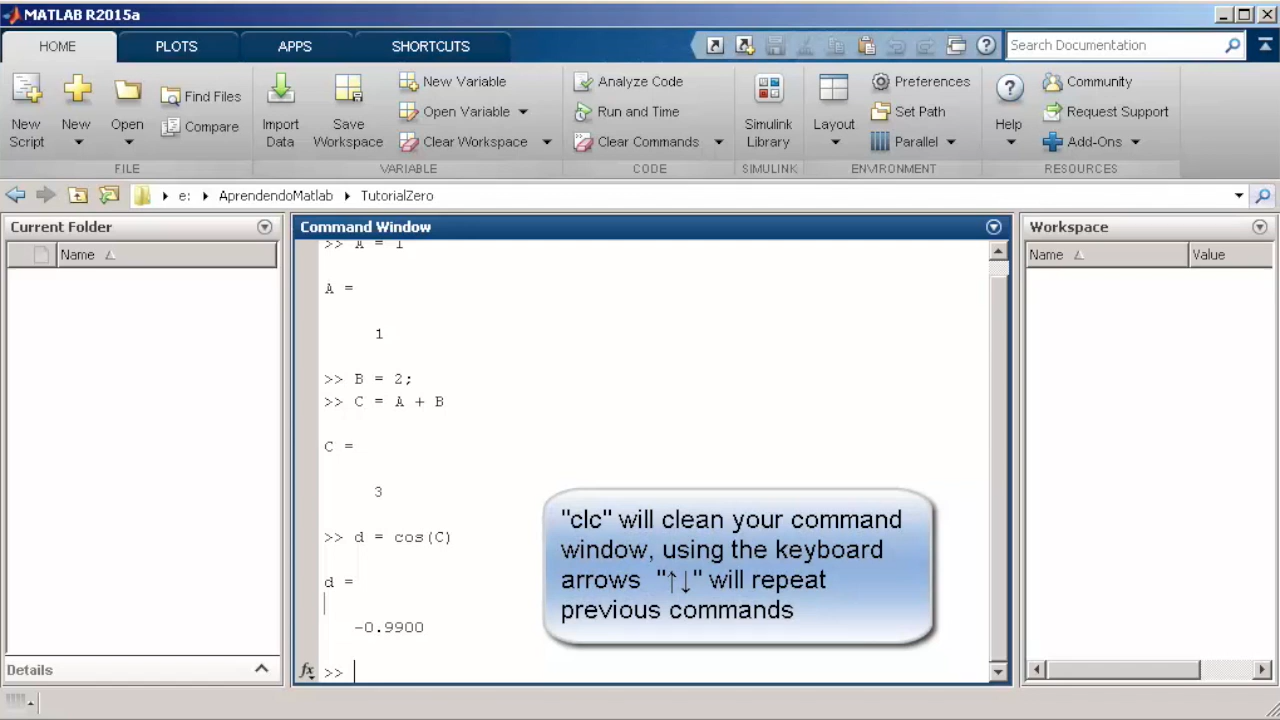 MATLAB R2015a
HOME
PLOTS
APPS
SHORTCUTS
Search Documentation
New Script
New
Open
Find Files
Compare
Import Data
Save Workspace
New Variable
Open Variable
Clear Workspace
Analyze Code
Run and Time
Clear Commands
Simulink Library
Layout
Preferences
Set Path
Parallel
Help
Community
Request Support
Add-Ons
FILE
VARIABLE
CODE
SIMULINK
ENVIRONMENT
RESOURCES
e: AprendendoMatlab TutorialZero
Current Folder
Name
Details
Command Window
>> A = 1
A =
1
>> B = 2;
>> C = A + B
C =
3
>> d = cos(C)
d =
-0.9900
fx >>
"clc" will clean your command
window, using the keyboard
arrows "↑↓" will repeat
previous commands
Workspace
Name
Value